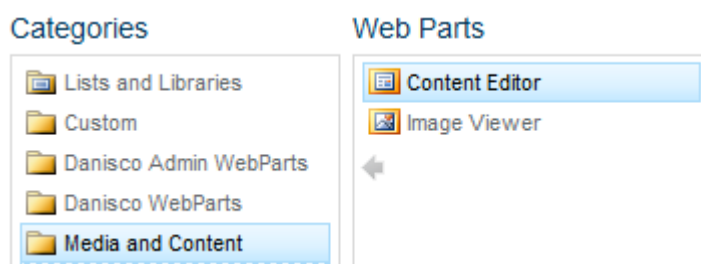 Categories
Lists and Libraries
Custom
Danisco Admin WebParts
Danisco WebParts
Media and Content
Web Parts
Content Editor
Image Viewer